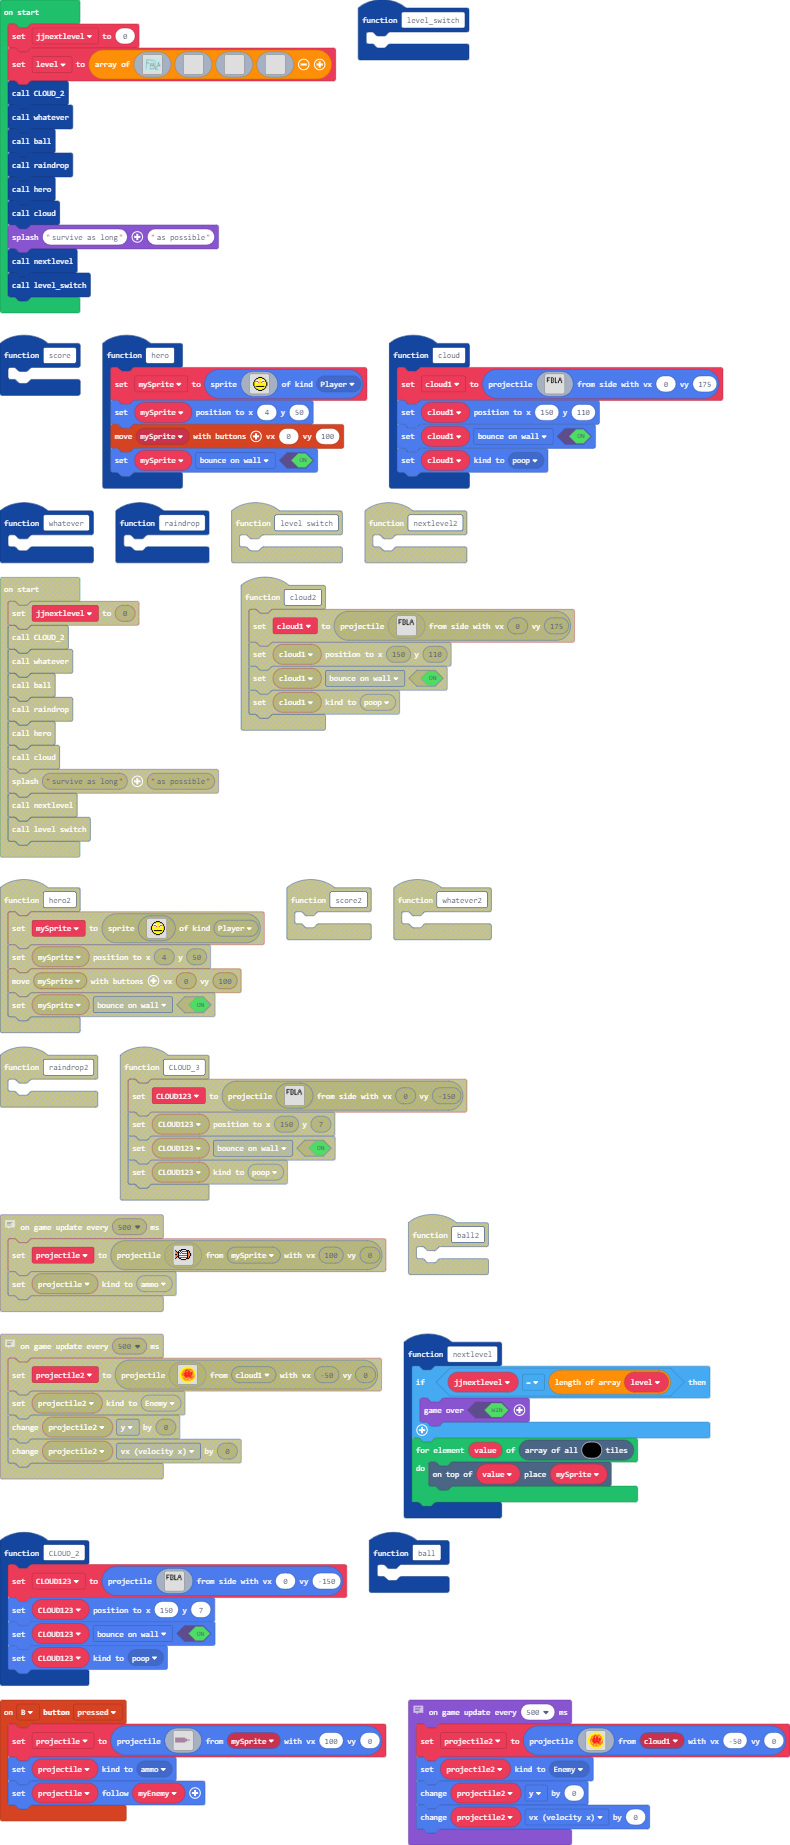 on start
function level_switch
set jjnextlevel to 0
set level to array of
call CLOUD_2
call whatever
call ball
call raindrop
call hero
call cloud
splash "survive as long" "as possible"
call nextlevel
call level_switch
function score
function hero
set mySprite to sprite of kind Player
set mySprite position to x 4 y 50
move mySprite with buttons vx 0 vy 100
set mySprite bounce on wall ON
function cloud
set cloud1 to projectile FDLA from side with vx 0 vy 175
set cloud1 position to x 150 y 110
set cloud1 bounce on wall ON
set cloud1 kind to poop
function whatever
function raindrop
function level switch
function nextlevel2
on start
set jjnextlevel to 0
call CLOUD_2
call whatever
call ball
call raindrop
call hero
call cloud
splash "survive as long" "as possible"
call nextlevel
call level switch
function cloud2
set cloud1 to projectile FDLA from side with vx 0 vy 175
set cloud1 position to x 150 y 110
set cloud1 bounce on wall ON
set cloud1 kind to poop
function hero2
set mySprite to sprite of kind Player
set mySprite position to x 4 y 50
move mySprite with buttons vx 0 vy 100
set mySprite bounce on wall ON
function score2
function whatever2
function raindrop2
function CLOUD_3
set CLOUD123 to projectile FDLA from side with vx 0 vy -150
set CLOUD123 position to x 150 y 7
set CLOUD123 bounce on wall ON
set CLOUD123 kind to poop
on game update every 500 ms
set projectile to projectile from mySprite with vx 100 vy 0
set projectile kind to ammo
function ball2
on game update every 500 ms
set projectile2 to projectile from cloud1 with vx -50 vy 0
set projectile2 kind to Enemy
change projectile2 y by 0
change projectile2 vx (velocity x) by 0
function nextlevel
if jjnextlevel = length of array level then
game over WIN
for element value of array of all tiles
do on top of value place mySprite
function CLOUD_2
set CLOUD123 to projectile FDLA from side with vx 0 vy -150
set CLOUD123 position to x 150 y 7
set CLOUD123 bounce on wall ON
set CLOUD123 kind to poop
function ball
on B button pressed
set projectile to projectile from mySprite with vx 100 vy 0
set projectile kind to ammo
set projectile follow myEnemy
on game update every 500 ms
set projectile2 to projectile from cloud1 with vx -50 vy 0
set projectile2 kind to Enemy
change projectile2 y by 0
change projectile2 vx (velocity x) by 0